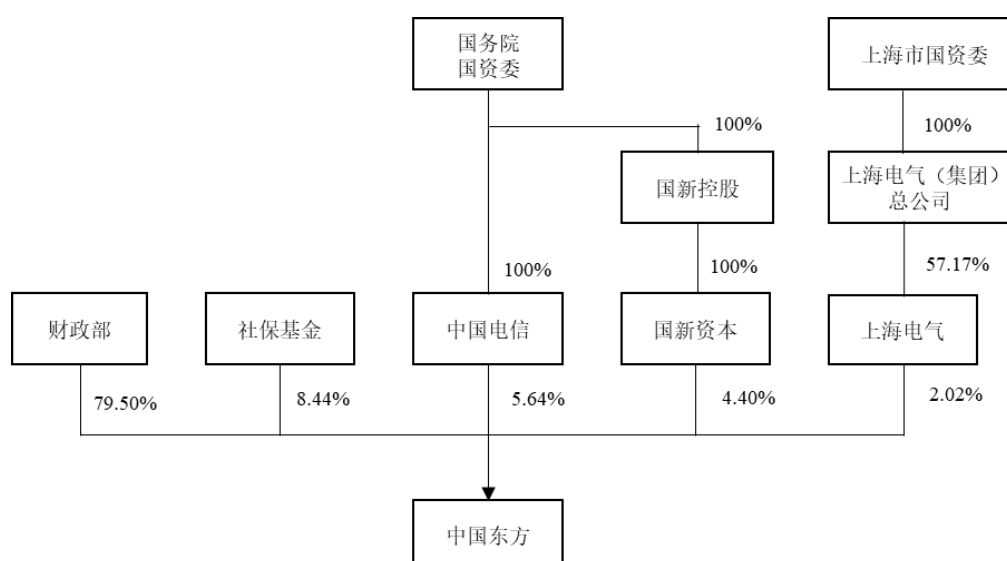 国务院
国资委
上海市国资委
100%
100%
国新控股
上海电气（集团）
总公司
100%
100%
57.17%
财政部
社保基金
中国电信
国新资本
上海电气
79.50%
8.44%
5.64%
4.40%
2.02%
中国东方